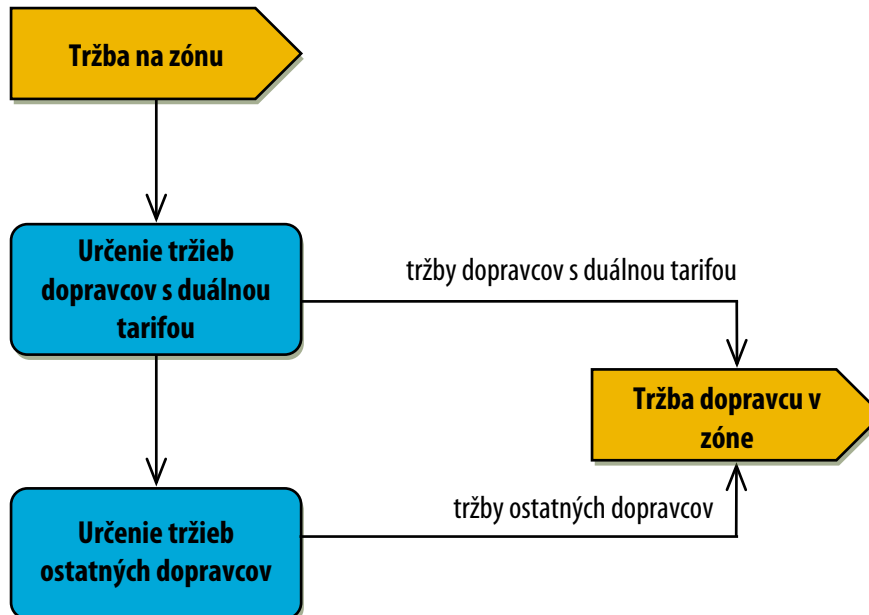 Tržba na zónu
Určenie tržieb
dopravcov s duálnou
tarifou
tržby dopravcov s duálnou tarifou
Tržba dopravcu v
zóne
tržby ostatných dopravcov
Určenie tržieb
ostatných dopravcov